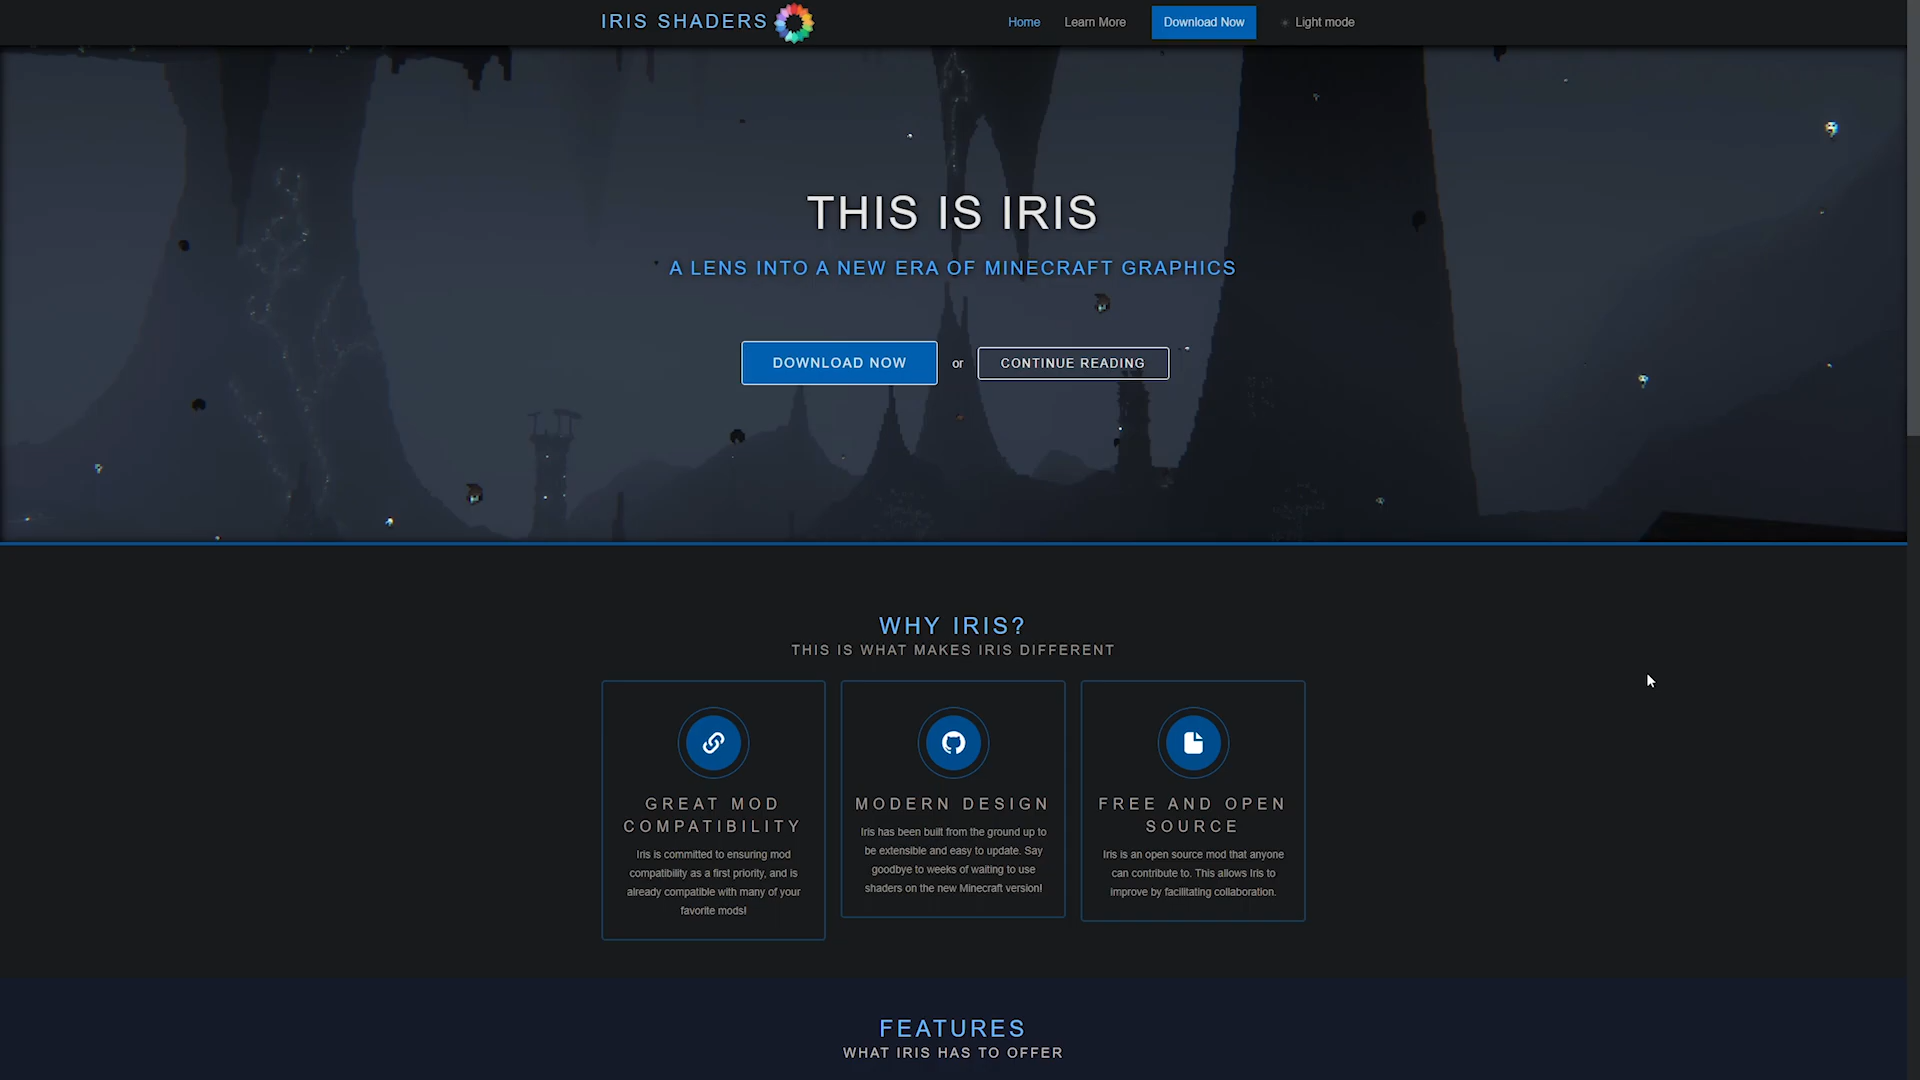 IRIS SHADERS
Home
Learn More
Download Now
Light mode
THIS IS IRIS
A LENS INTO A NEW ERA OF MINECRAFT GRAPHICS
DOWNLOAD NOW
or
CONTINUE READING
WHY IRIS?
THIS IS WHAT MAKES IRIS DIFFERENT
GREAT MOD
COMPATIBILITY
Iris is committed to ensuring mod
compatibility as a first priority, and is
already compatible with many of your
favorite mods!
MODERN DESIGN
Iris has been built from the ground up to
be extensible and easy to update. Say
goodbye to weeks of waiting to use
shaders on the new Minecraft version!
FREE AND OPEN
SOURCE
Iris is an open source mod that anyone
can contribute to. This allows Iris to
improve by facilitating collaboration.
FEATURES
WHAT IRIS HAS TO OFFER